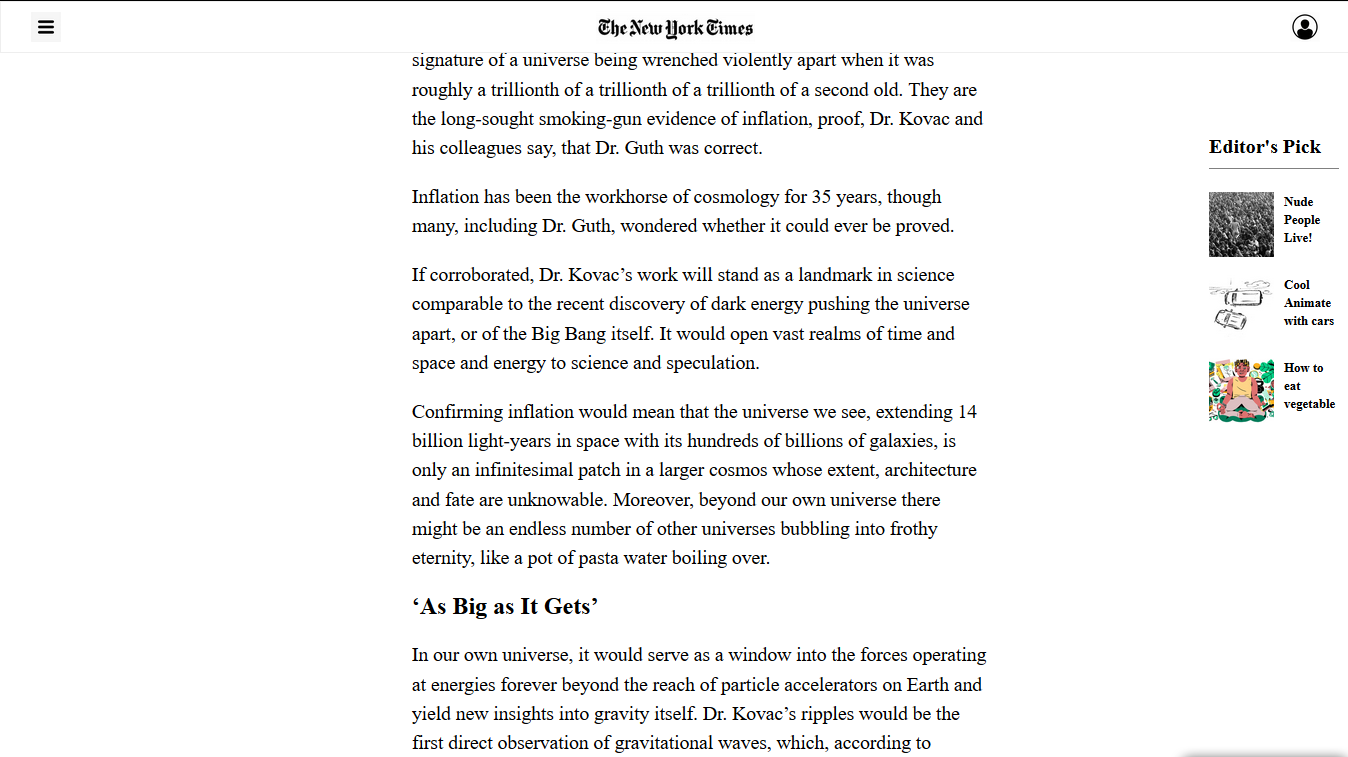 The New York Times
signature of a universe being wrenched violently apart when it was
roughly a trillionth of a trillionth of a trillionth of a second old. They are
the long-sought smoking-gun evidence of inflation, proof, Dr. Kovac and
his colleagues say, that Dr. Guth was correct.
Inflation has been the workhorse of cosmology for 35 years, though
many, including Dr. Guth, wondered whether it could ever be proved.
If corroborated, Dr. Kovac’s work will stand as a landmark in science
comparable to the recent discovery of dark energy pushing the universe
apart, or of the Big Bang itself. It would open vast realms of time and
space and energy to science and speculation.
Confirming inflation would mean that the universe we see, extending 14
billion light-years in space with its hundreds of billions of galaxies, is
only an infinitesimal patch in a larger cosmos whose extent, architecture
and fate are unknowable. Moreover, beyond our own universe there
might be an endless number of other universes bubbling into frothy
eternity, like a pot of pasta water boiling over.
‘As Big as It Gets’
In our own universe, it would serve as a window into the forces operating
at energies forever beyond the reach of particle accelerators on Earth and
yield new insights into gravity itself. Dr. Kovac’s ripples would be the
first direct observation of gravitational waves, which, according to
Editor's Pick
Nude
People
Live!
Cool
Animate
with cars
How to
eat
vegetable